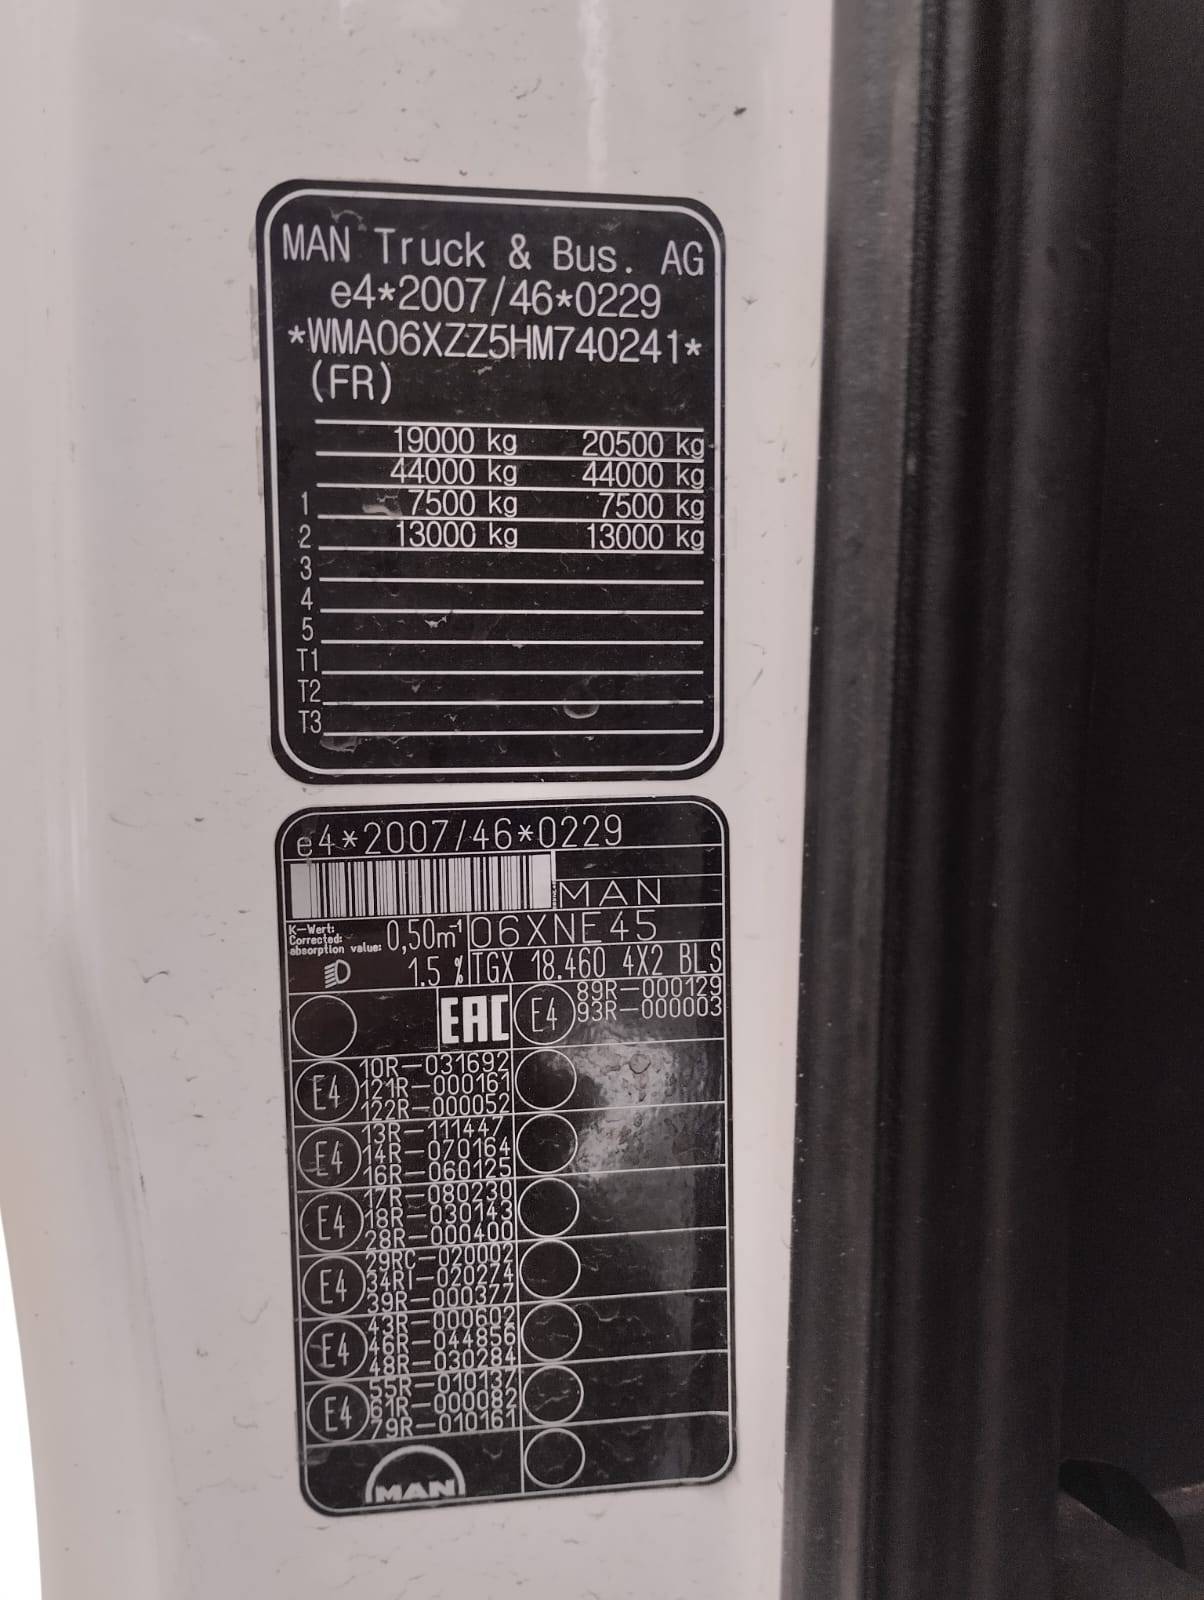 MAN Truck & Bus. AG
e4*2007/46*0229
*WMA06XZZ5HM740241*
(FR)
19000 kg 20500 kg
44000 kg 44000 kg
1 7500 kg 7500 kg
2 13000 kg 13000 kg
3
4
5
T1
T2
T3
e4*2007/46*0229
MAN
K-Wert:
Corrected
absorption value: 0,50m⁻¹
06XNE45
1.5 %
TGX 18.460 4X2 BLS
EAC
E4 89R-000129
93R-000003
E4 10R-031692
121R-000161
122R-000052
E4 13R-111447
14R-070164
16R-060125
E4 17R-080230
18R-030143
28R-000400
E4 29RC-020002
34RI-020274
39R-000377
E4 43R-000602
46R-044856
48R-030284
E4 55R-010137
61R-000082
79R-010161
MAN